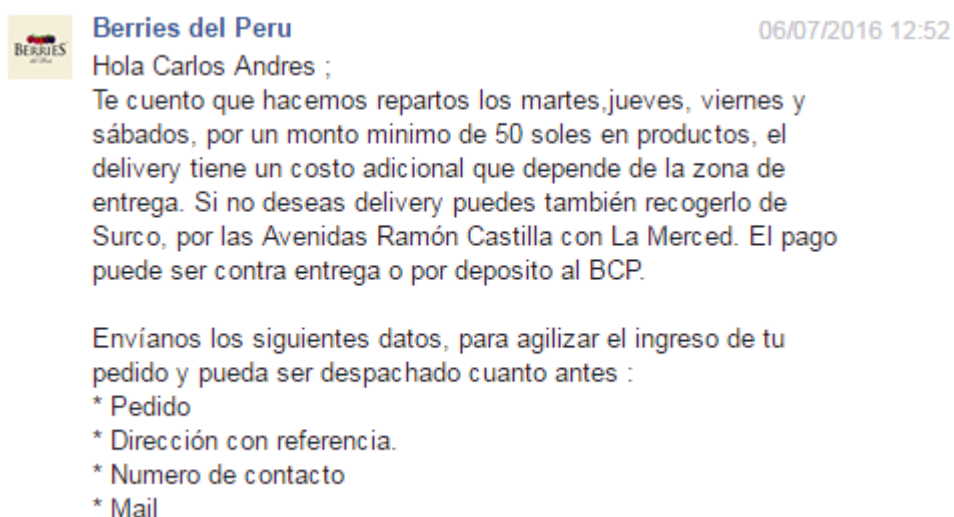 BERRIES
Berries del Peru
06/07/2016 12:52
Hola Carlos Andres ;
Te cuento que hacemos repartos los martes,jueves, viernes y
sábados, por un monto minimo de 50 soles en productos, el
delivery tiene un costo adicional que depende de la zona de
entrega. Si no deseas delivery puedes también recogerlo de
Surco, por las Avenidas Ramón Castilla con La Merced. El pago
puede ser contra entrega o por deposito al BCP.
Envíanos los siguientes datos, para agilizar el ingreso de tu
pedido y pueda ser despachado cuanto antes :
* Pedido
* Dirección con referencia.
* Numero de contacto
* Mail